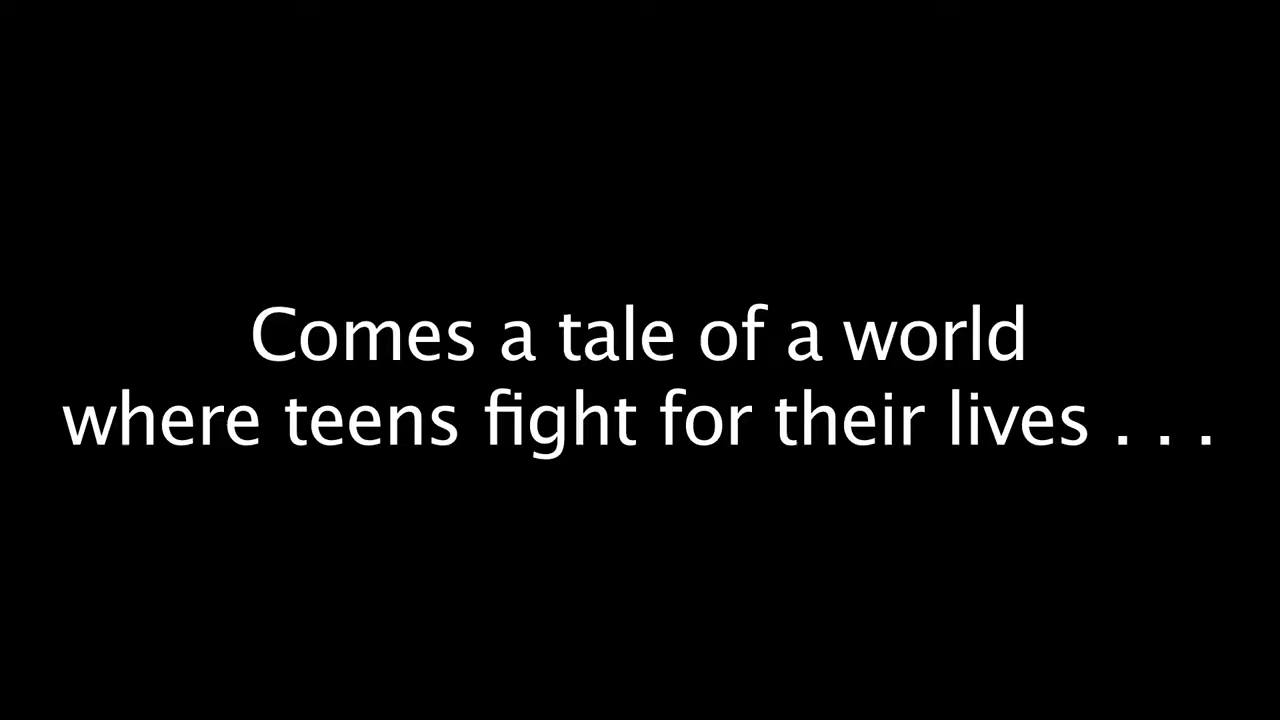 Comes a tale of a world
where teens fight for their lives . . .